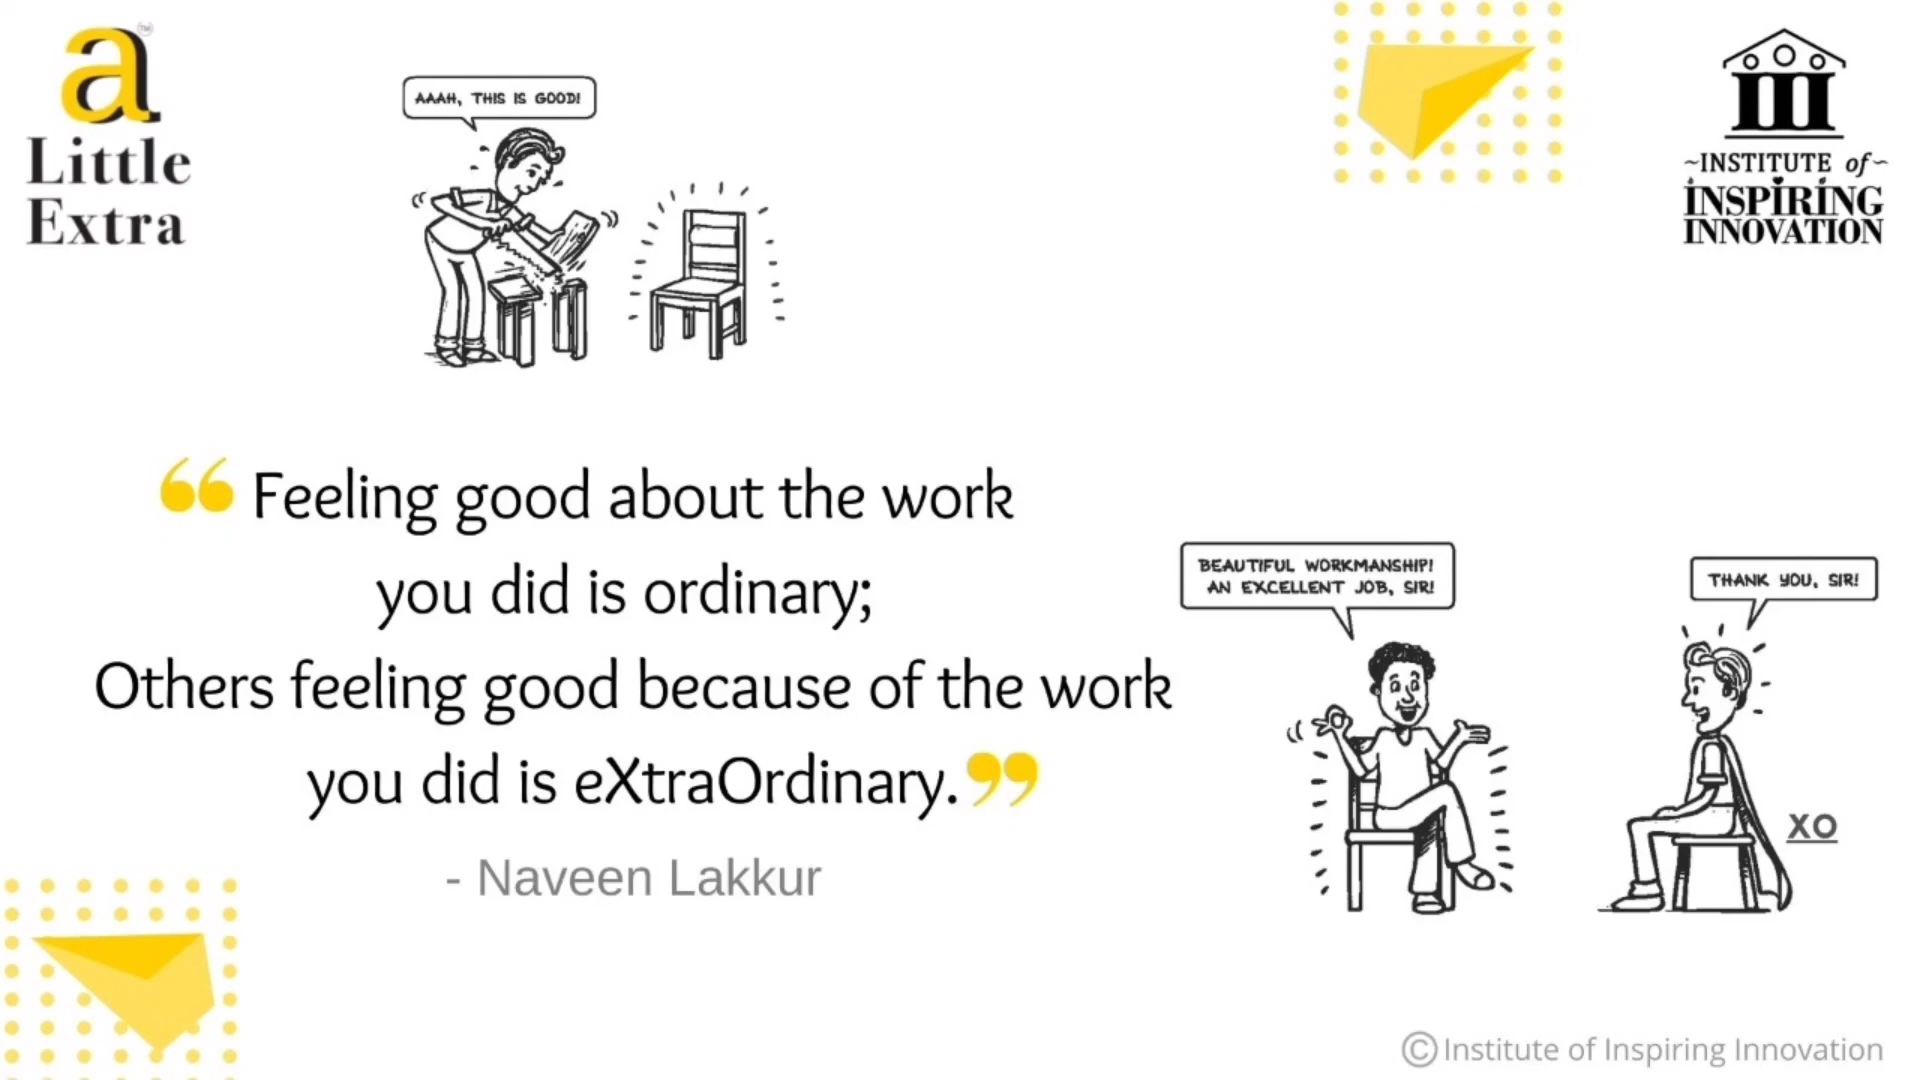 a
TM
Little
Extra
AAAH, THIS IS GOOD!
~INSTITUTE of~
INSPIRING
INNOVATION
“ Feeling good about the work
you did is ordinary;
Others feeling good because of the work
you did is eXtraOrdinary.”
- Naveen Lakkur
BEAUTIFUL WORKMANSHIP!
AN EXCELLENT JOB, SIR!
THANK YOU, SIR!
XO
© Institute of Inspiring Innovation